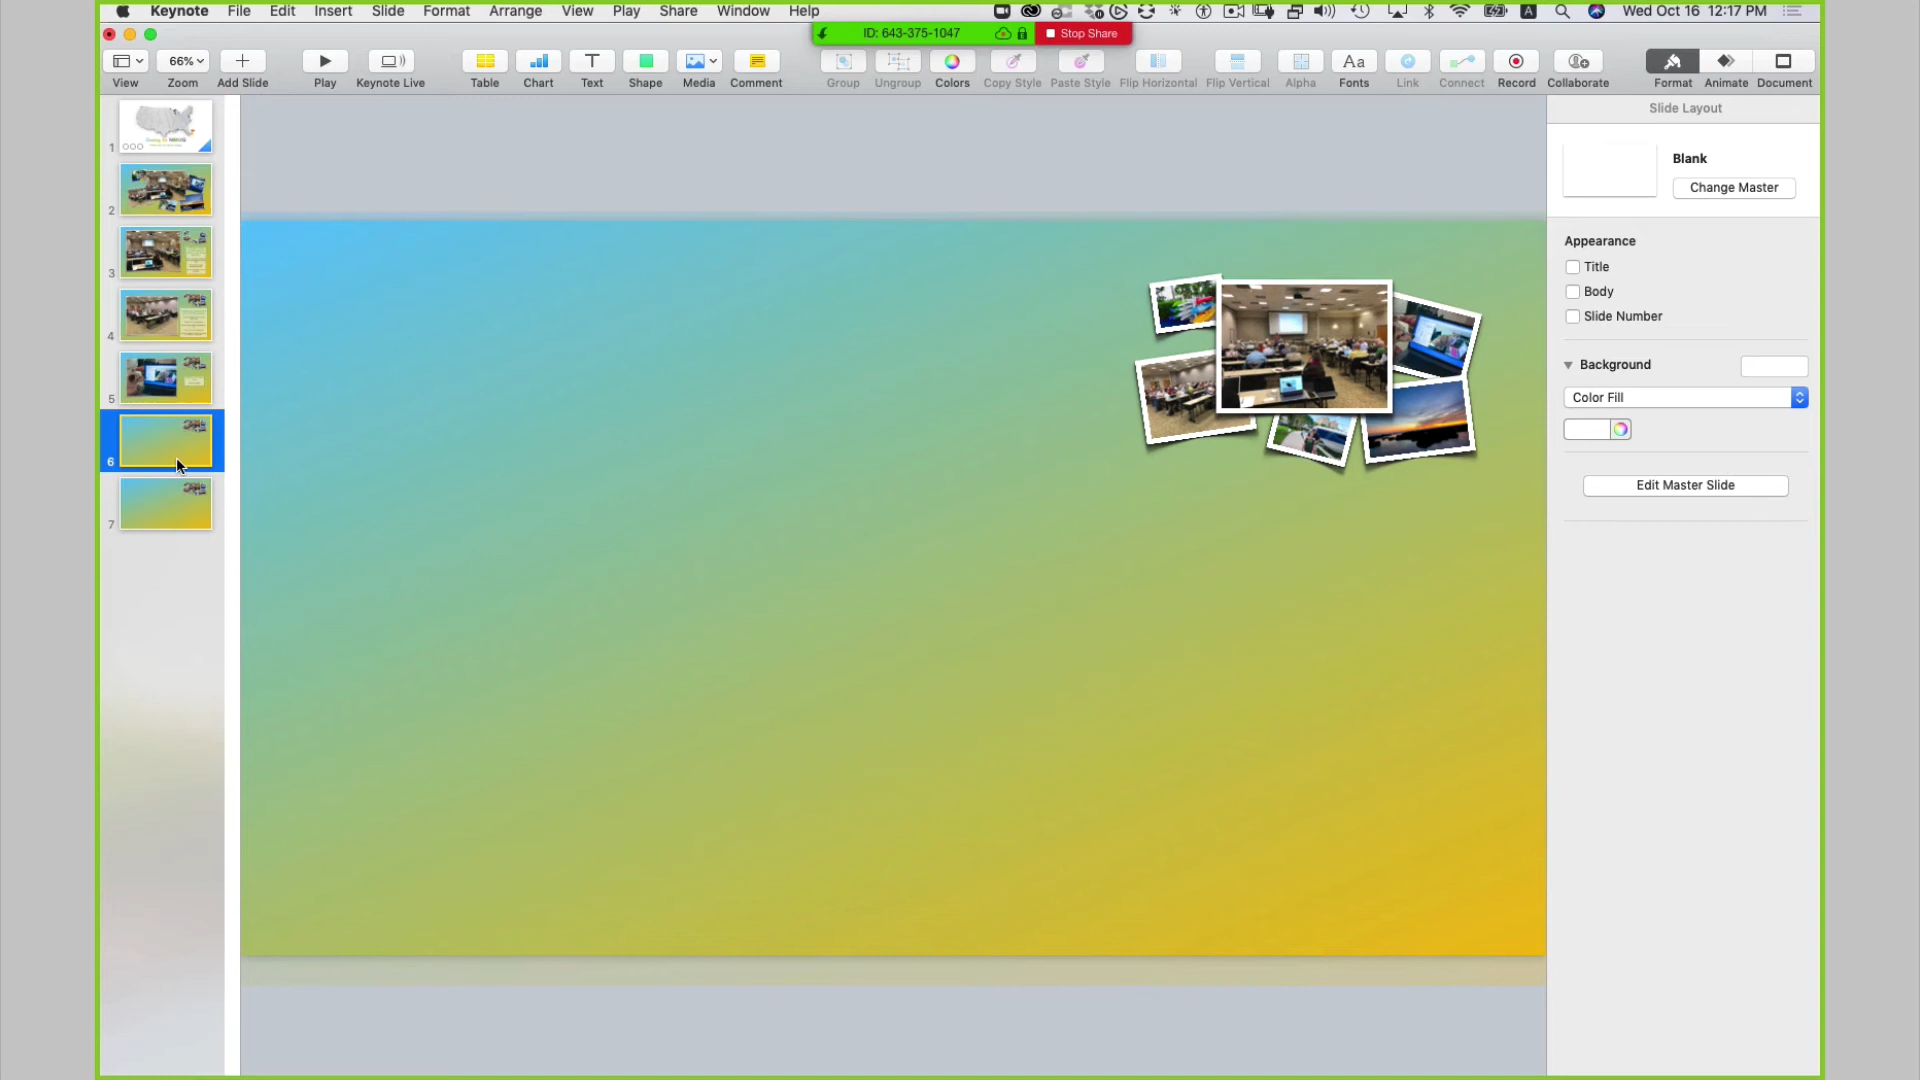 Keynote File Edit Insert Slide Format Arrange View Play Share Window Help Wed Oct 16 12:17 PM
ID: 643-375-1047 Stop Share
66%
View Zoom Add Slide Play Keynote Live Table Chart Text Shape Media Comment Group Ungroup Colors Copy Style Paste Style Flip Horizontal Flip Vertical Alpha Fonts Link Connect Record Collaborate Format Animate Document
Slide Layout
Blank
Change Master
Appearance
Title
Body
Slide Number
Background
Color Fill
Edit Master Slide
1
2
3
4
5
6
7